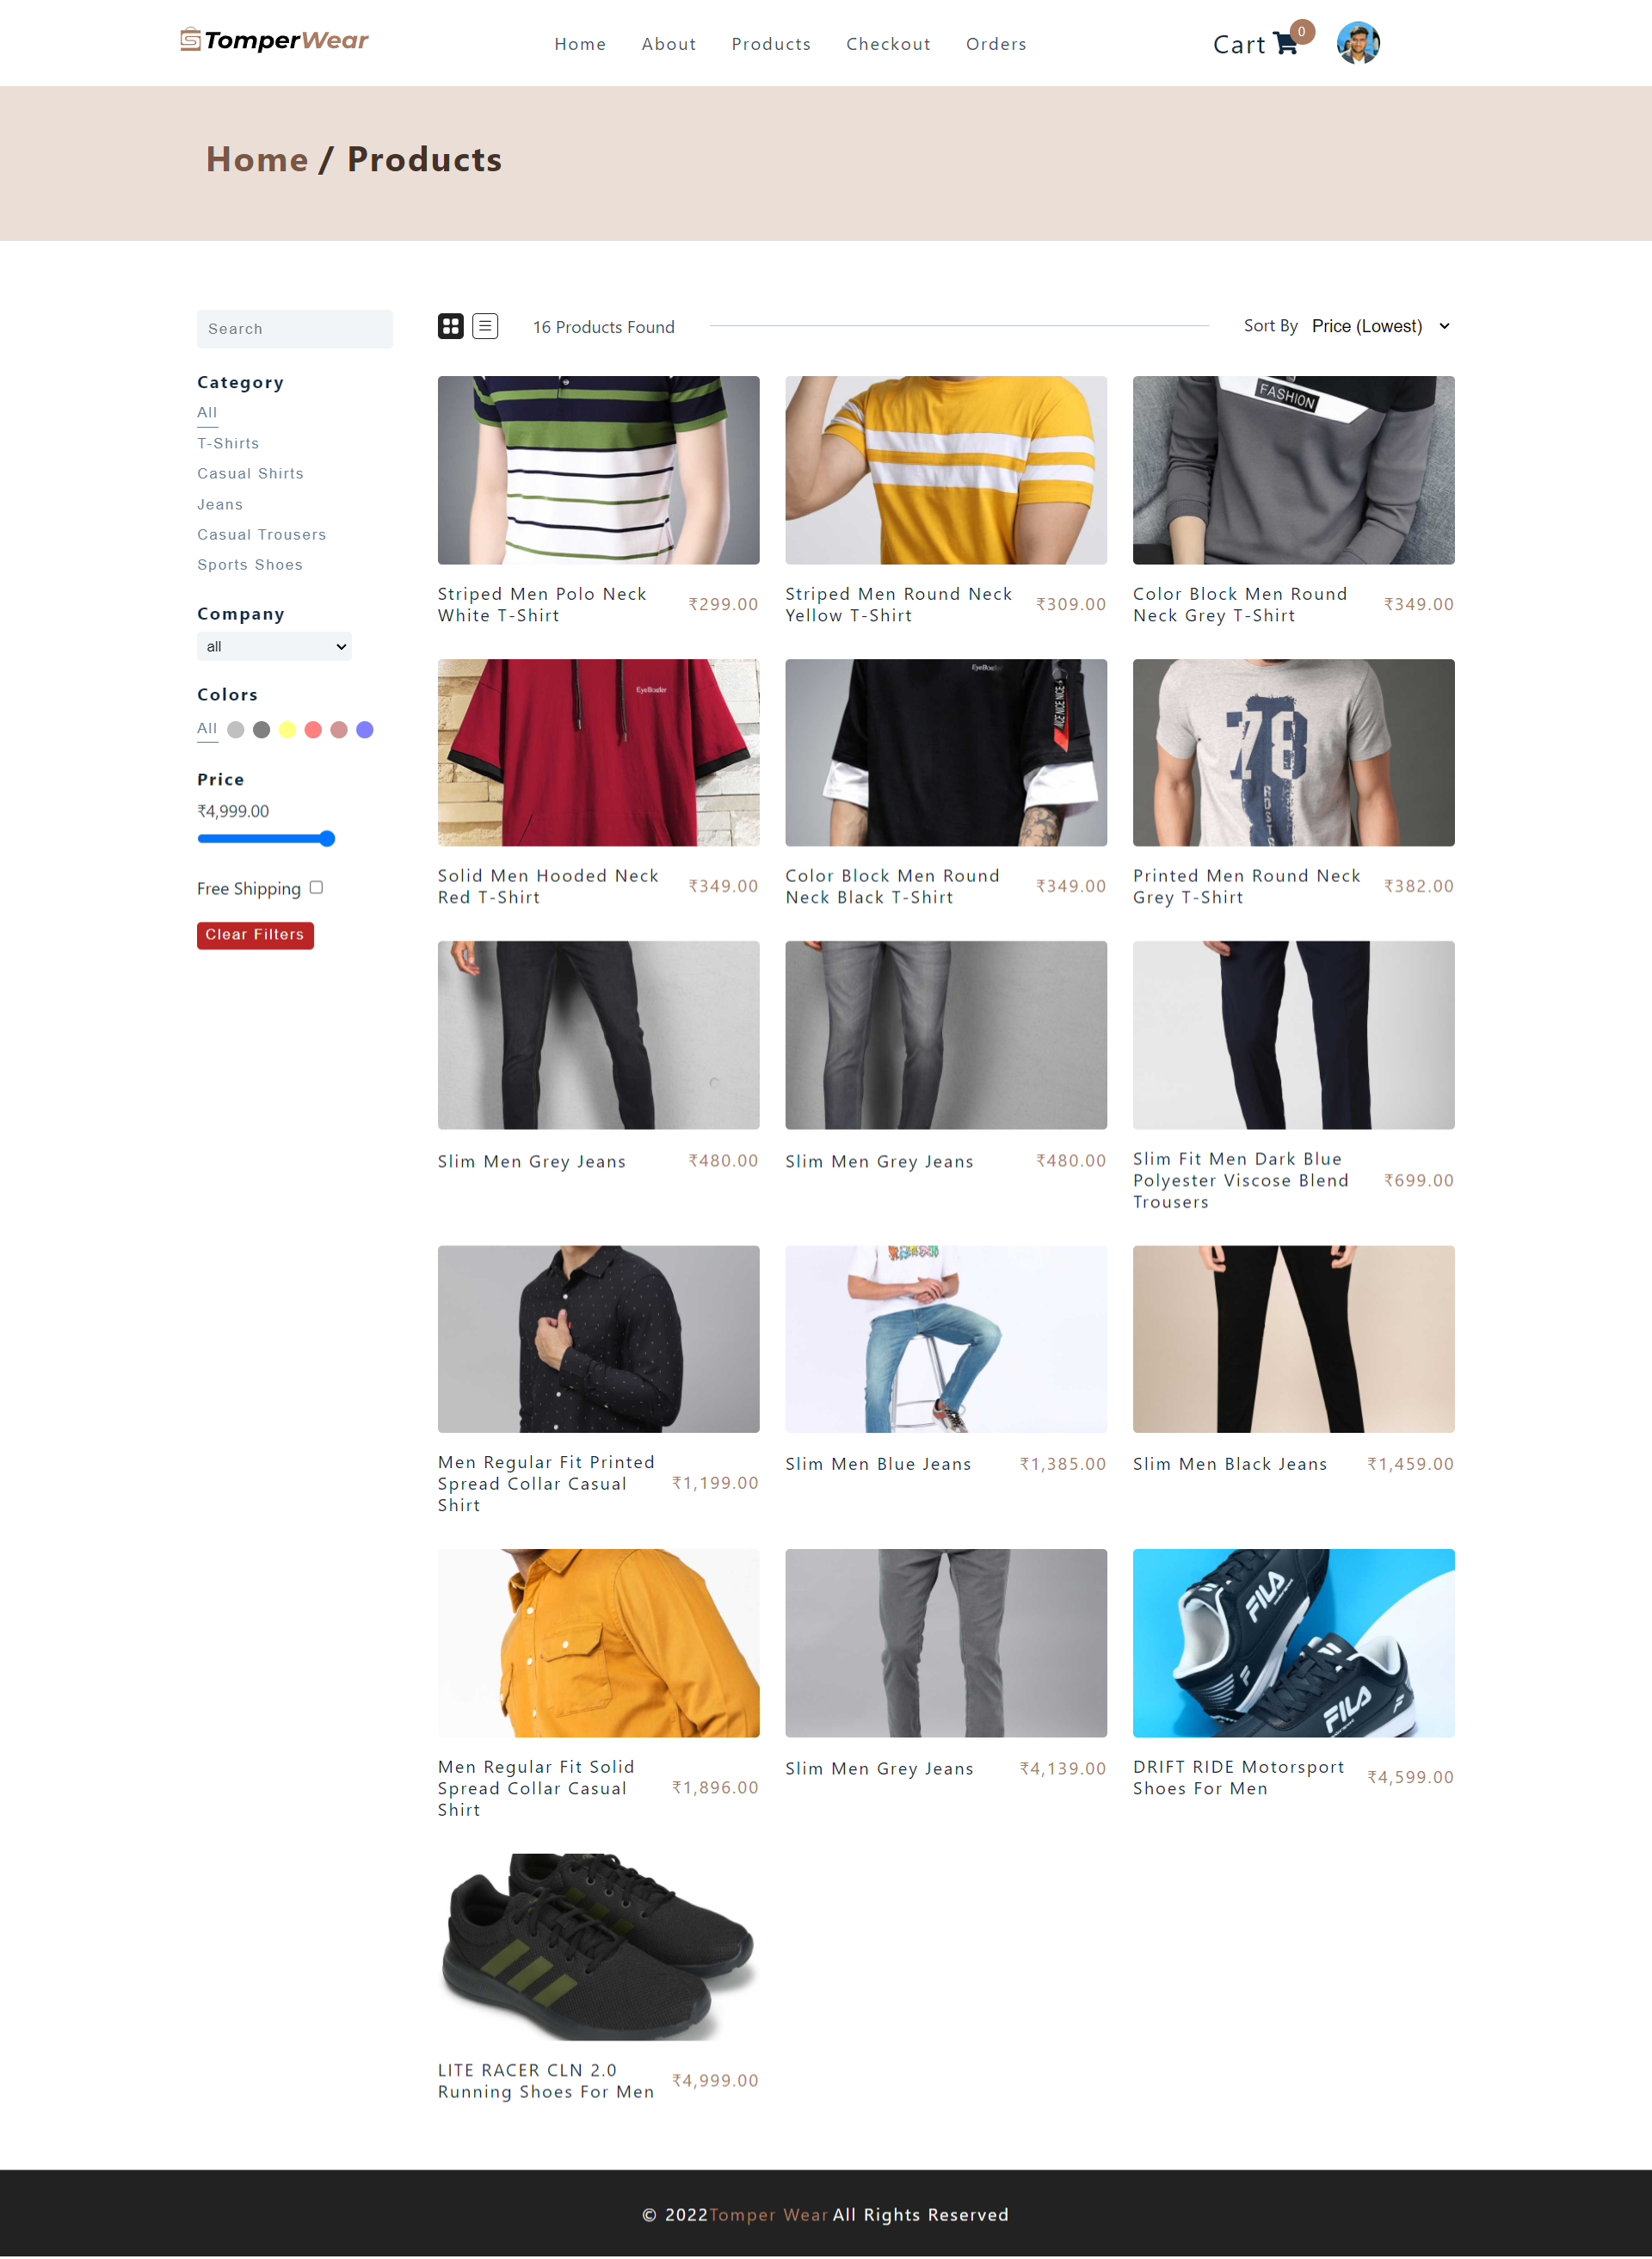 TomperWear
Home About Products Checkout Orders
Cart 0
Home / Products
Search
Category
All
T-Shirts
Casual Shirts
Jeans
Casual Trousers
Sports Shoes
Company
all
Colors
All
Price
₹4,999.00
Free Shipping
Clear Filters
16 Products Found
Sort By Price (Lowest)
FASHION
Striped Men Polo Neck
White T-Shirt
₹299.00
Striped Men Round Neck
Yellow T-Shirt
₹309.00
Color Block Men Round
Neck Grey T-Shirt
₹349.00
EyeBogler
NICE NICE
78
Solid Men Hooded Neck
Red T-Shirt
₹349.00
Color Block Men Round
Neck Black T-Shirt
₹349.00
Printed Men Round Neck
Grey T-Shirt
₹382.00
Slim Men Grey Jeans
₹480.00
Slim Men Grey Jeans
₹480.00
Slim Fit Men Dark Blue
Polyester Viscose Blend
Trousers
₹699.00
Men Regular Fit Printed
Spread Collar Casual
Shirt
₹1,199.00
Slim Men Blue Jeans
₹1,385.00
Slim Men Black Jeans
₹1,459.00
FILA
FILA
Men Regular Fit Solid
Spread Collar Casual
Shirt
₹1,896.00
Slim Men Grey Jeans
₹4,139.00
DRIFT RIDE Motorsport
Shoes For Men
₹4,599.00
LITE RACER CLN 2.0
Running Shoes For Men
₹4,999.00
© 2022Tomper Wear All Rights Reserved